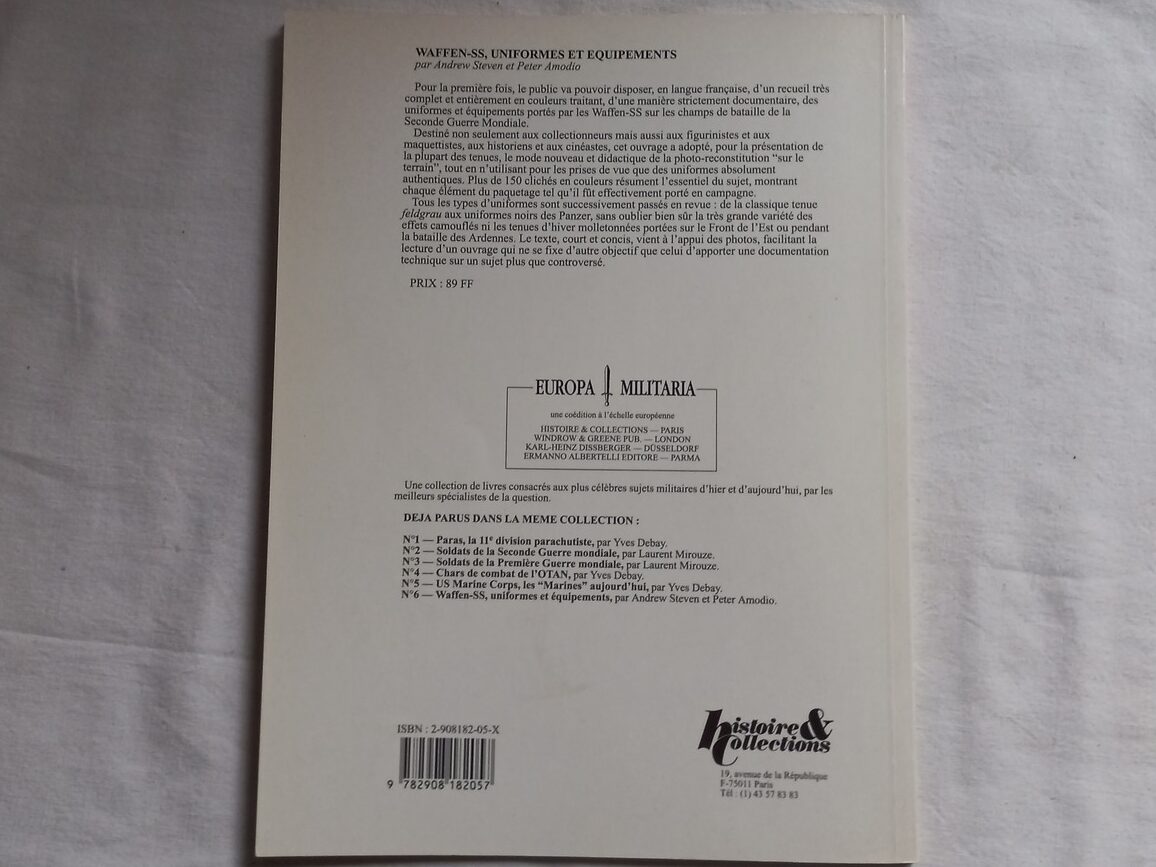 WAFFEN-SS, UNIFORMES ET EQUIPEMENTS
par Andrew Steven et Peter Amodio
Pour la première fois, le public va pouvoir disposer, en langue française, d'un recueil très
complet et entièrement en couleurs traitant, d'une manière strictement documentaire, des
uniformes et équipements portés par les Waffen-SS sur les champs de bataille de la
Seconde Guerre Mondiale.
Destiné non seulement aux collectionneurs mais aussi aux figurinistes et aux
maquettistes, aux historiens et aux cinéastes, cet ouvrage a adopté, pour la présentation de
la plupart des tenues, le mode nouveau et didactique de la photo-reconstitution "sur le
terrain", tout en n'utilisant pour les prises de vue que des uniformes absolument
authentiques. Plus de 150 clichés en couleurs résument l'essentiel du sujet, montrant
chaque élément du paquetage tel qu'il fût effectivement porté en campagne.
Tous les types d'uniformes sont successivement passés en revue : de la classique tenue
feldgrau aux uniformes noirs des Panzer, sans oublier bien sûr la très grande variété des
effets camouflés ni les tenues d'hiver molletonnées portées sur le Front de l'Est ou pendant
la bataille des Ardennes. Le texte, court et concis, vient à l'appui des photos, facilitant la
lecture d'un ouvrage qui ne se fixe d'autre objectif que celui d'apporter une documentation
technique sur un sujet plus que controversé.
PRIX : 89 FF
EUROPA MILITARIA
une coédition à l'échelle européenne
HISTOIRE & COLLECTIONS — PARIS
WINDROW & GREENE PUB. — LONDON
KARL-HEINZ DISSBERGER — DÜSSELDORF
ERMANNO ALBERTELLI EDITORE — PARMA
Une collection de livres consacrés aux plus célèbres sujets militaires d'hier et d'aujourd'hui, par les
meilleurs spécialistes de la question.
DEJA PARUS DANS LA MEME COLLECTION :
N°1 — Paras, la 11e division parachutiste, par Yves Debay.
N°2 — Soldats de la Seconde Guerre mondiale, par Laurent Mirouze.
N°3 — Soldats de la Première Guerre mondiale, par Laurent Mirouze.
N°4 — Chars de combat de l'OTAN, par Yves Debay.
N°5 — US Marine Corps, les "Marines" aujourd'hui, par Yves Debay.
N°6 — Waffen-SS, uniformes et équipements, par Andrew Steven et Peter Amodio.
ISBN : 2-908182-05-X
9 782908 182057
histoire &
Collections
19, avenue de la République
F-75011 Paris
Tél : (1) 43 57 83 83